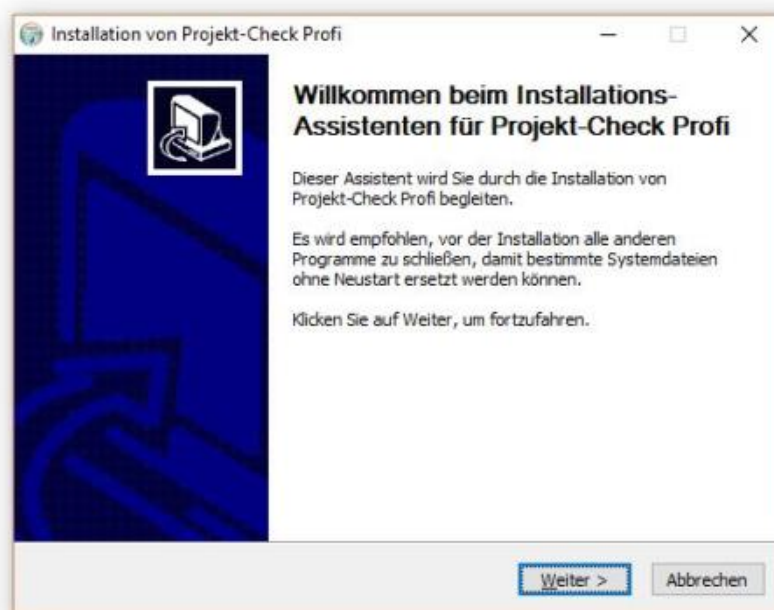 Installation von Projekt-Check Profi
Willkommen beim Installations-
Assistenten für Projekt-Check Profi
Dieser Assistent wird Sie durch die Installation von
Projekt-Check Profi begleiten.
Es wird empfohlen, vor der Installation alle anderen
Programme zu schließen, damit bestimmte Systemdateien
ohne Neustart ersetzt werden können.
Klicken Sie auf Weiter, um fortzufahren.
Weiter >
Abbrechen